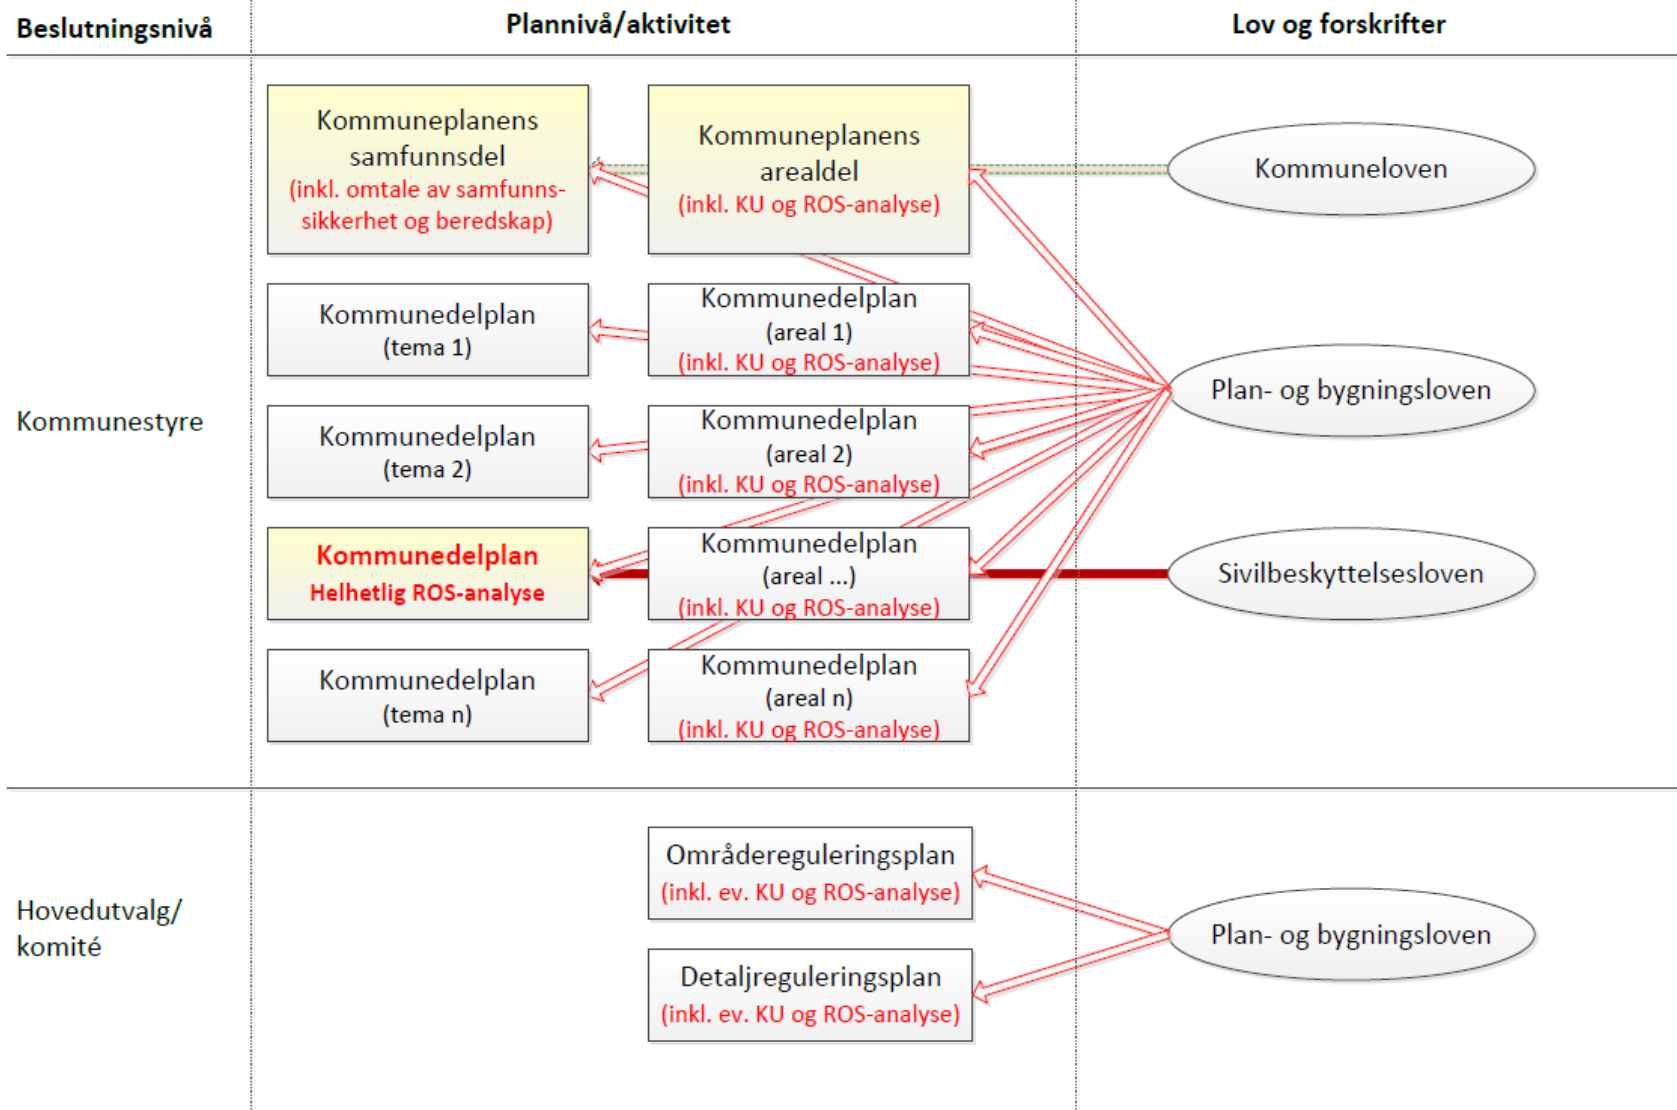 Beslutningsnivå
Plannivå/aktivitet
Lov og forskrifter
Kommuneplanens
samfunnsdel
(inkl. omtale av samfunns-
sikkerhet og beredskap)
Kommuneplanens
arealdel
(inkl. KU og ROS-analyse)
Kommuneloven
Kommunedelplan
(tema 1)
Kommunedelplan
(areal 1)
(inkl. KU og ROS-analyse)
Kommunestyre
Kommunedelplan
(tema 2)
Kommunedelplan
(areal 2)
(inkl. KU og ROS-analyse)
Plan- og bygningsloven
Kommunedelplan
Helhetlig ROS-analyse
Kommunedelplan
(areal ...)
(inkl. KU og ROS-analyse)
Sivilbeskyttelsesloven
Kommunedelplan
(tema n)
Kommunedelplan
(areal n)
(inkl. KU og ROS-analyse)
Hovedutvalg/
komité
Områdereguleringsplan
(inkl. ev. KU og ROS-analyse)
Detaljreguleringsplan
(inkl. ev. KU og ROS-analyse)
Plan- og bygningsloven